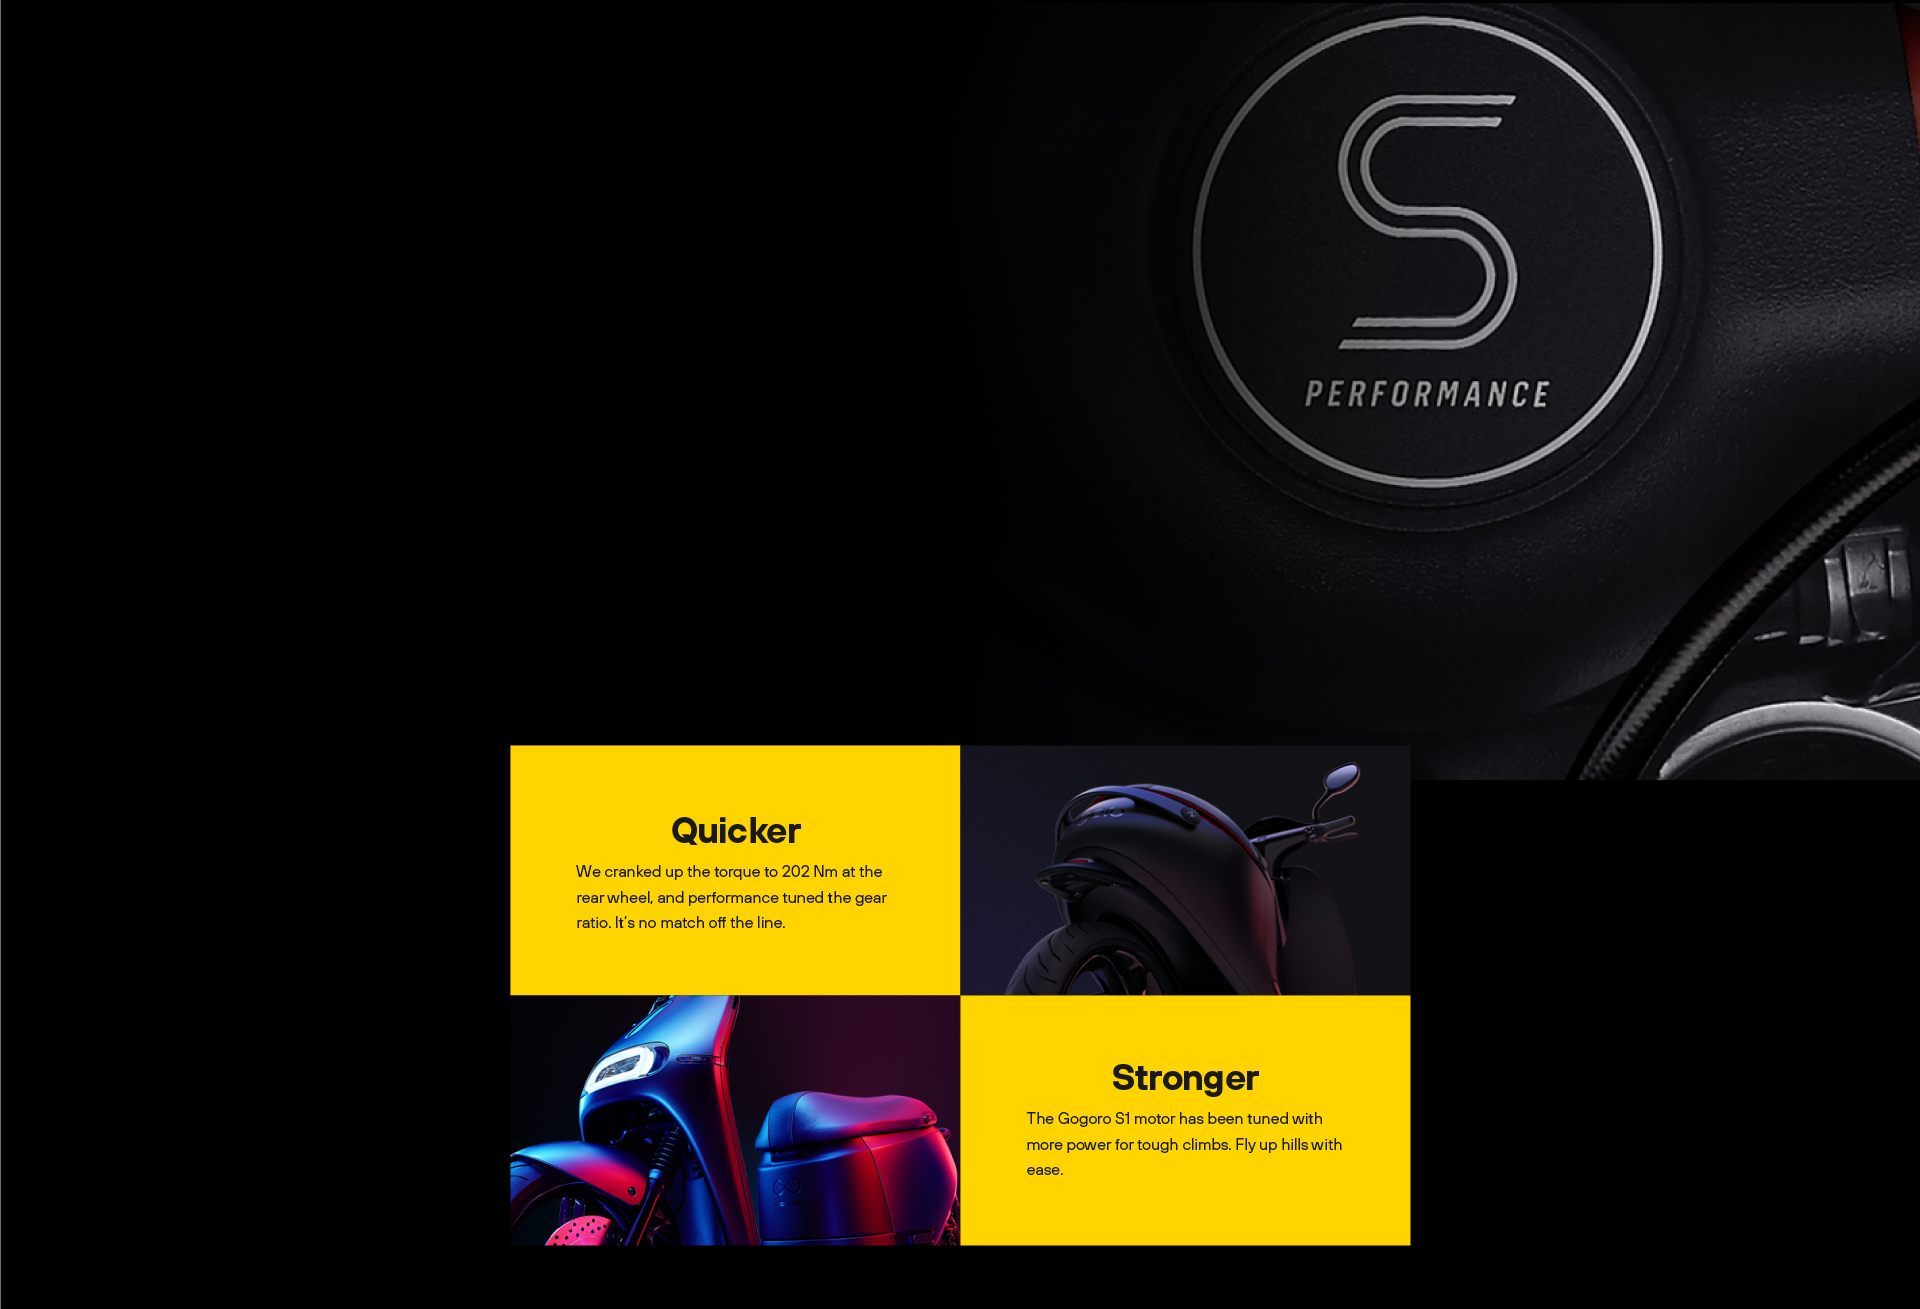 S
PERFORMANCE
Quicker
We cranked up the torque to 202 Nm at the
rear wheel, and performance tuned the gear
ratio. It's no match off the line.
Stronger
The Gogoro S1 motor has been tuned with
more power for tough climbs. Fly up hills with
ease.